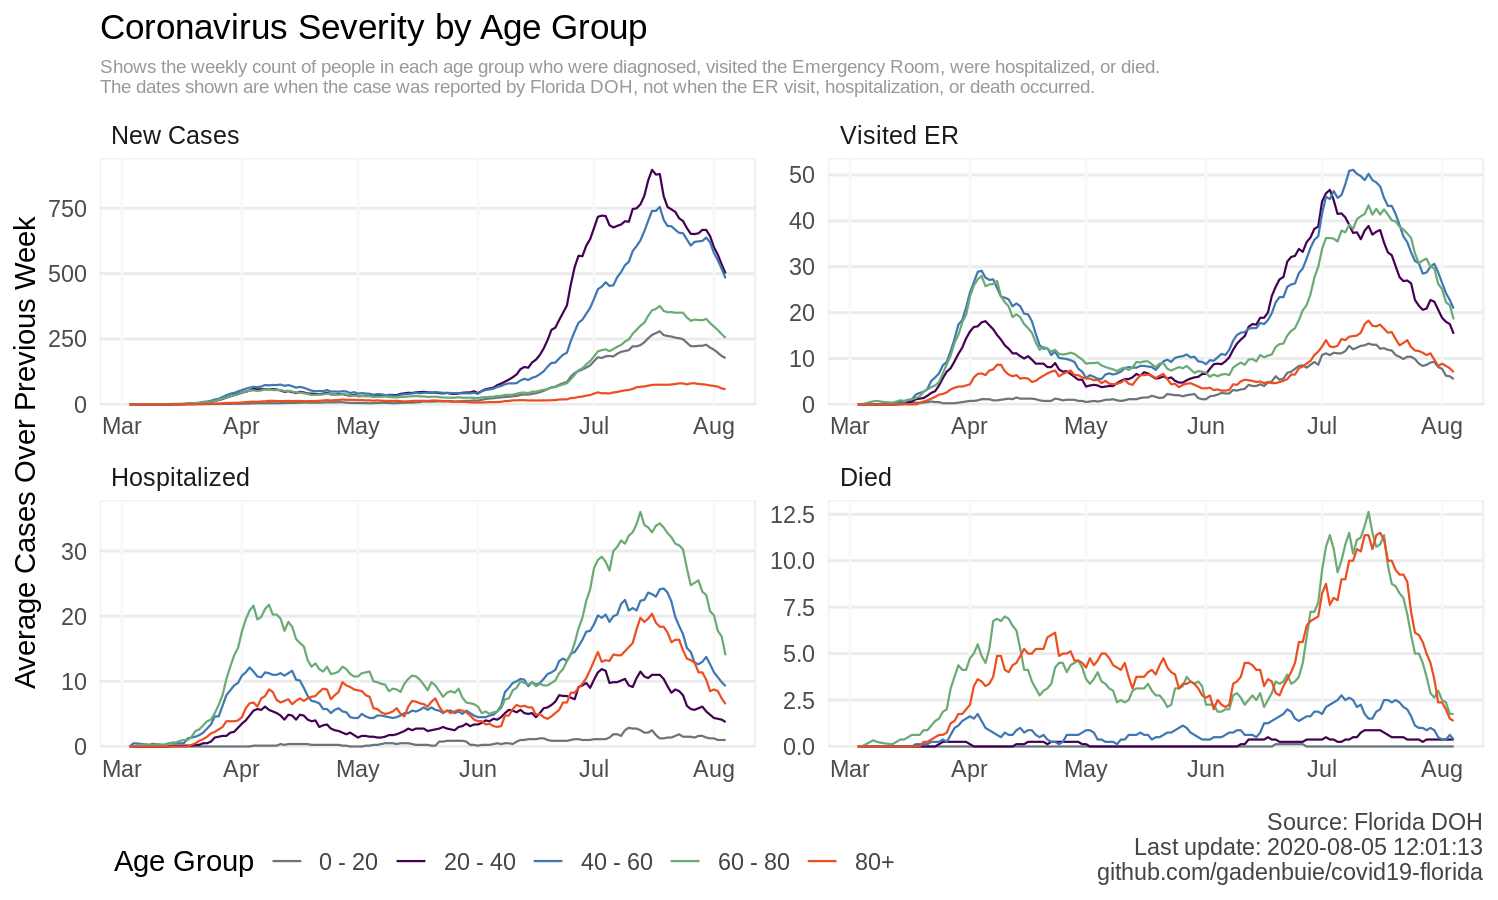 Coronavirus Severity by Age Group
Shows the weekly count of people in each age group who were diagnosed, visited the Emergency Room, were hospitalized, or died.
The dates shown are when the case was reported by Florida DOH, not when the ER visit, hospitalization, or death occurred.
Average Cases Over Previous Week
New Cases
750
500
250
0
Mar Apr May Jun Jul Aug
Visited ER
50
40
30
20
10
0
Mar Apr May Jun Jul Aug
Hospitalized
30
20
10
0
Mar Apr May Jun Jul Aug
Died
12.5
10.0
7.5
5.0
2.5
0.0
Mar Apr May Jun Jul Aug
Age Group 0 - 20 20 - 40 40 - 60 60 - 80 80+
Source: Florida DOH
Last update: 2020-08-05 12:01:13
github.com/gadenbuie/covid19-florida